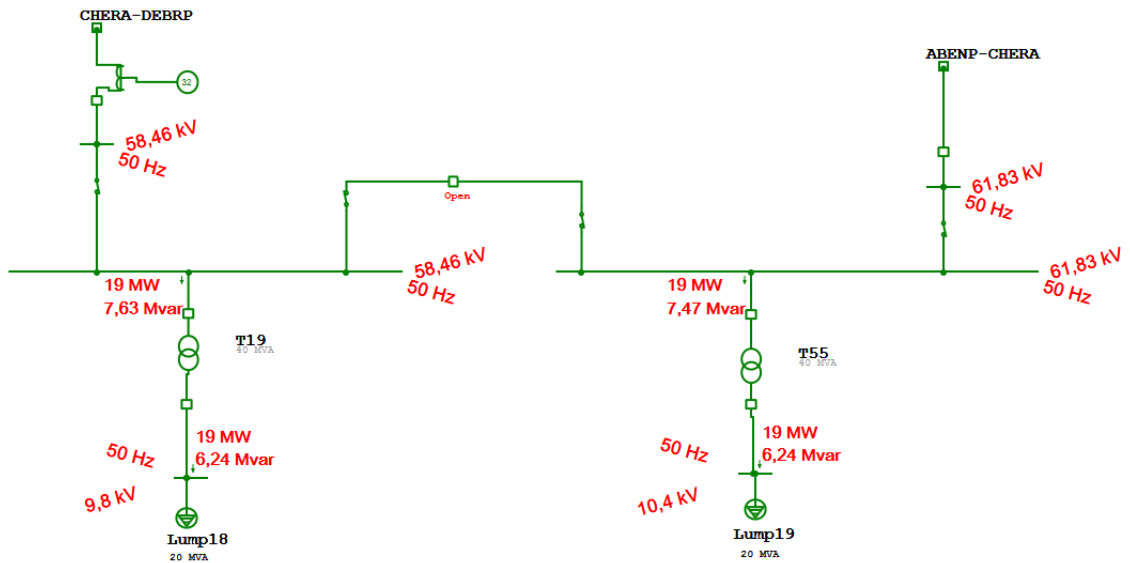 CHERA-DEBRP
ABENP-CHERA
32
58,46 kV
50 Hz
Open
61,83 kV
50 Hz
58,46 kV
50 Hz
61,83 kV
50 Hz
19 MW
7,63 Mvar
19 MW
7,47 Mvar
T19
40 MVA
T55
40 MVA
19 MW
6,24 Mvar
50 Hz
9,8 kV
19 MW
6,24 Mvar
50 Hz
10,4 kV
Lump18
20 MVA
Lump19
20 MVA